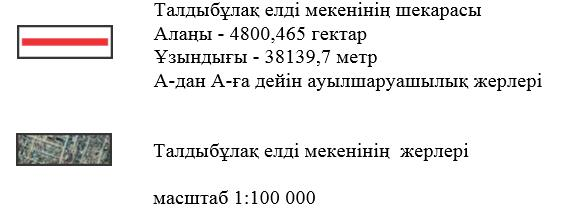 Талдыбұлақ елді мекенінің шекарасы
Алаңы - 4800,465 гектар
Ұзындығы - 38139,7 метр
А-дан А-ға дейін ауылшаруашылық жерлері
Талдыбұлақ елді мекенінің жерлері
масштаб 1:100 000